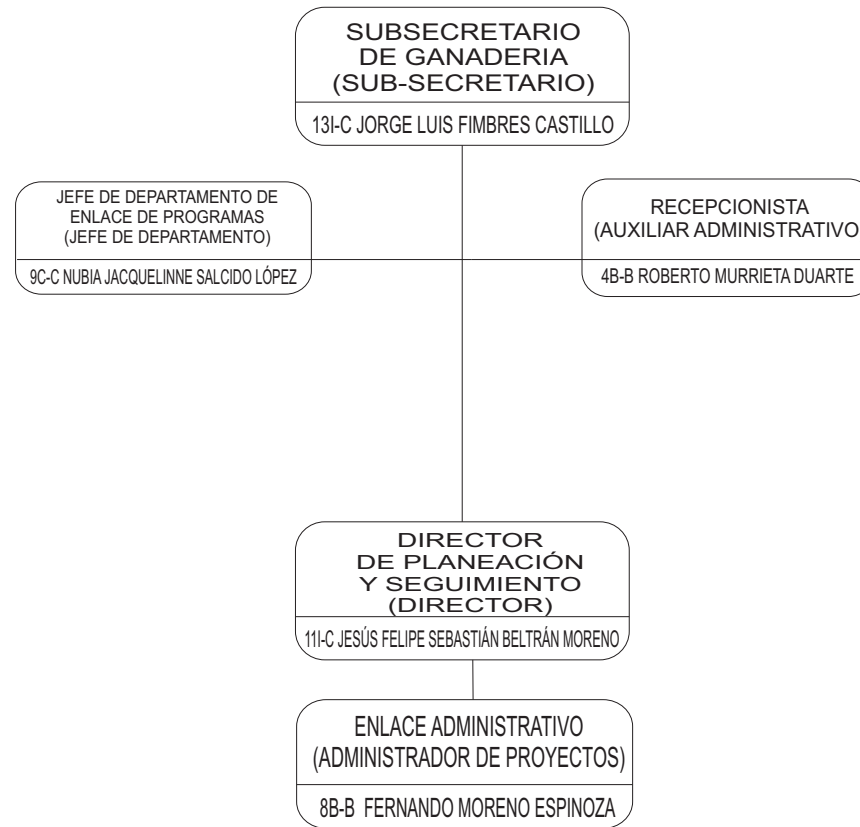 SUBSECRETARIO
DE GANADERIA
(SUB-SECRETARIO)
13I-C JORGE LUIS FIMBRES CASTILLO
JEFE DE DEPARTAMENTO DE
ENLACE DE PROGRAMAS
(JEFE DE DEPARTAMENTO)
9C-C NUBIA JACQUELINNE SALCIDO LÓPEZ
RECEPCIONISTA
(AUXILIAR ADMINISTRATIVO
4B-B ROBERTO MURRIETA DUARTE
DIRECTOR
DE PLANEACIÓN
Y SEGUIMIENTO
(DIRECTOR)
11I-C JESÚS FELIPE SEBASTIÁN BELTRÁN MORENO
ENLACE ADMINISTRATIVO
(ADMINISTRADOR DE PROYECTOS)
8B-B FERNANDO MORENO ESPINOZA